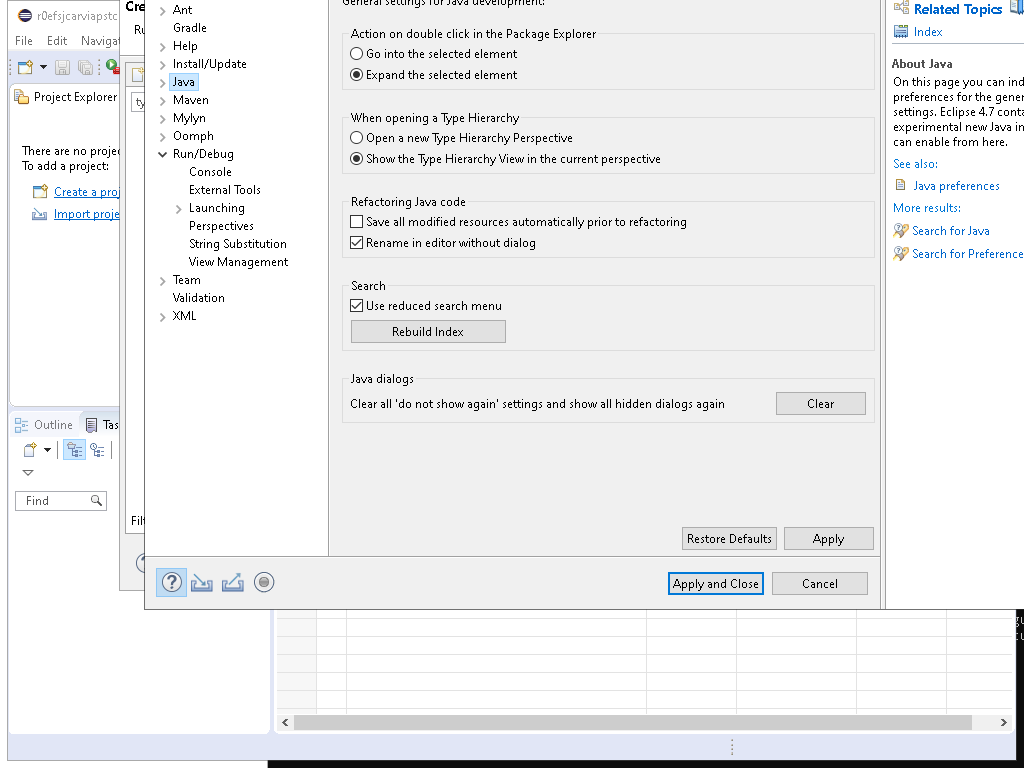 r0efsjcarviapstc
File Edit Naviga
Project Explorer
There are no projec
To add a project:
Create a proj
Import proje
Outline
Tas
Find
Cre
Ru
ty
Filt
Ant
Gradle
Help
Install/Update
Java
Maven
Mylyn
Oomph
Run/Debug
Console
External Tools
Launching
Perspectives
String Substitution
View Management
Team
Validation
XML
General settings for Java development:
Action on double click in the Package Explorer
Go into the selected element
Expand the selected element
When opening a Type Hierarchy
Open a new Type Hierarchy Perspective
Show the Type Hierarchy View in the current perspective
Refactoring Java code
Save all modified resources automatically prior to refactoring
Rename in editor without dialog
Search
Use reduced search menu
Rebuild Index
Java dialogs
Clear all 'do not show again' settings and show all hidden dialogs again
Clear
Restore Defaults
Apply
Apply and Close
Cancel
Related Topics
Index
About Java
On this page you can ind
preferences for the gener
settings. Eclipse 4.7 conta
experimental new Java in
can enable from here.
See also:
Java preferences
More results:
Search for Java
Search for Preference